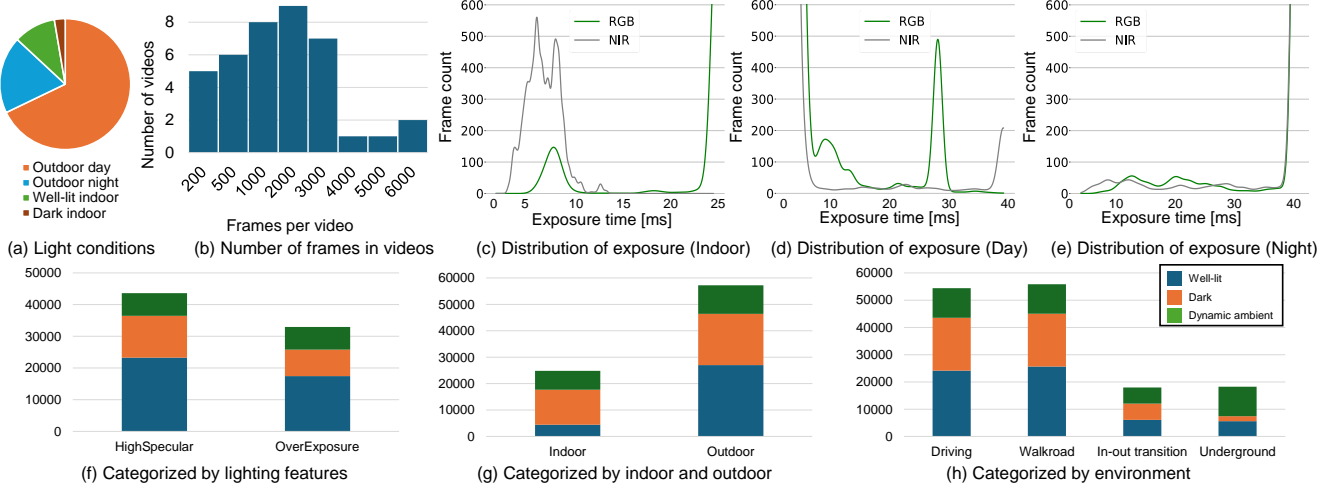 Outdoor day
Outdoor night
Well-lit indoor
Dark indoor
(a) Light conditions
Number of videos
8
6
4
2
0
200 500 1000 2000 3000 4000 5000 6000
Frames per video
(b) Number of frames in videos
Frame count
600
500
400
300
200
100
0
RGB
NIR
0 5 10 15 20 25
Exposure time [ms]
(c) Distribution of exposure (Indoor)
Frame count
600
500
400
300
200
100
0
RGB
NIR
0 10 20 30 40
Exposure time [ms]
(d) Distribution of exposure (Day)
Frame count
600
500
400
300
200
100
0
RGB
NIR
0 10 20 30 40
Exposure time [ms]
(e) Distribution of exposure (Night)
50000
40000
30000
20000
10000
0
HighSpecular OverExposure
(f) Categorized by lighting features
60000
50000
40000
30000
20000
10000
0
Indoor Outdoor
(g) Categorized by indoor and outdoor
60000
50000
40000
30000
20000
10000
0
Well-lit
Dark
Dynamic ambient
Driving Walkroad In-out transition Underground
(h) Categorized by environment